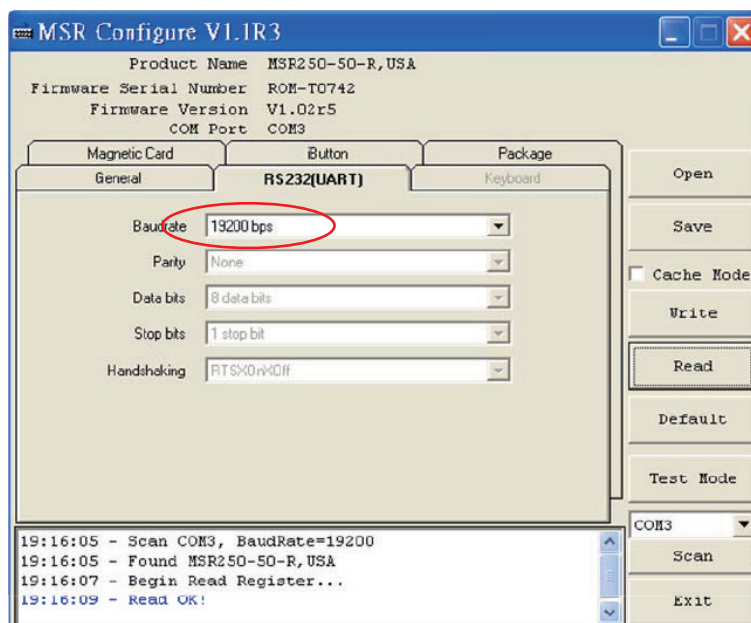 MSR Configure V1.1R3
Product Name MSR250-50-R,USA
Firmware Serial Number ROM-T0742
Firmware Version V1.02r5
COM Port COM3
Magnetic Card iButton Package
General RS232(UART) Keyboard
Baudrate 19200 bps
Parity None
Data bits 8 data bits
Stop bits 1 stop bit
Handshaking RTSXOnXOff
Open
Save
Cache Mode
Write
Read
Default
Test Mode
COM3
Scan
Exit
19:16:05 - Scan COM3, BaudRate=19200
19:16:05 - Found MSR250-50-R,USA
19:16:07 - Begin Read Register...
19:16:09 - Read OK!